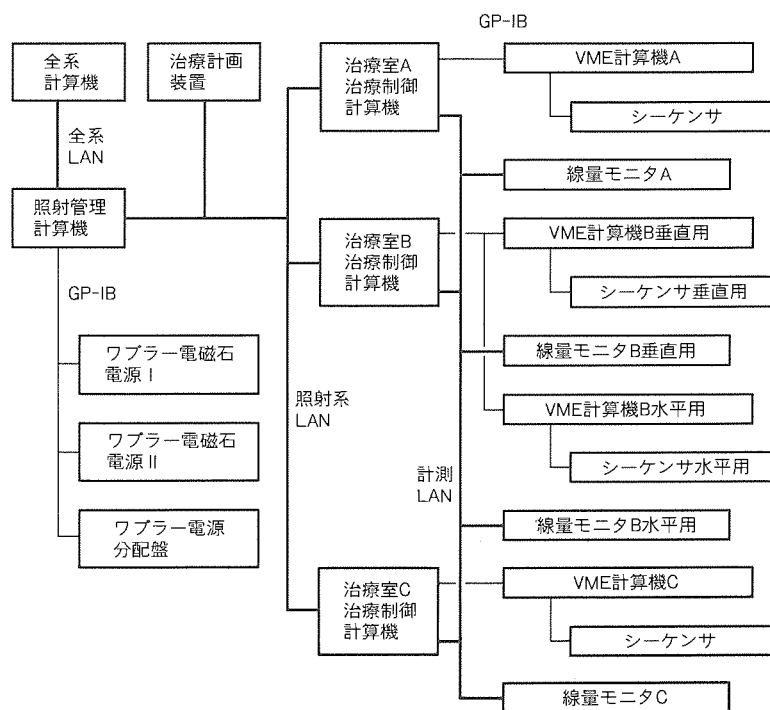 GP-IB
全系
計算機
治療計画
装置
治療室A
治療制御
計算機
VME計算機A
シーケンサ
全系
LAN
線量モニタA
照射管理
計算機
治療室B
治療制御
計算機
VME計算機B垂直用
シーケンサ垂直用
GP-IB
ワブラー電磁石
電源Ⅰ
線量モニタB垂直用
照射系
LAN
VME計算機B水平用
ワブラー電磁石
電源Ⅱ
シーケンサ水平用
計測
LAN
ワブラー電源
分配盤
線量モニタB水平用
治療室C
治療制御
計算機
VME計算機C
シーケンサ
線量モニタC